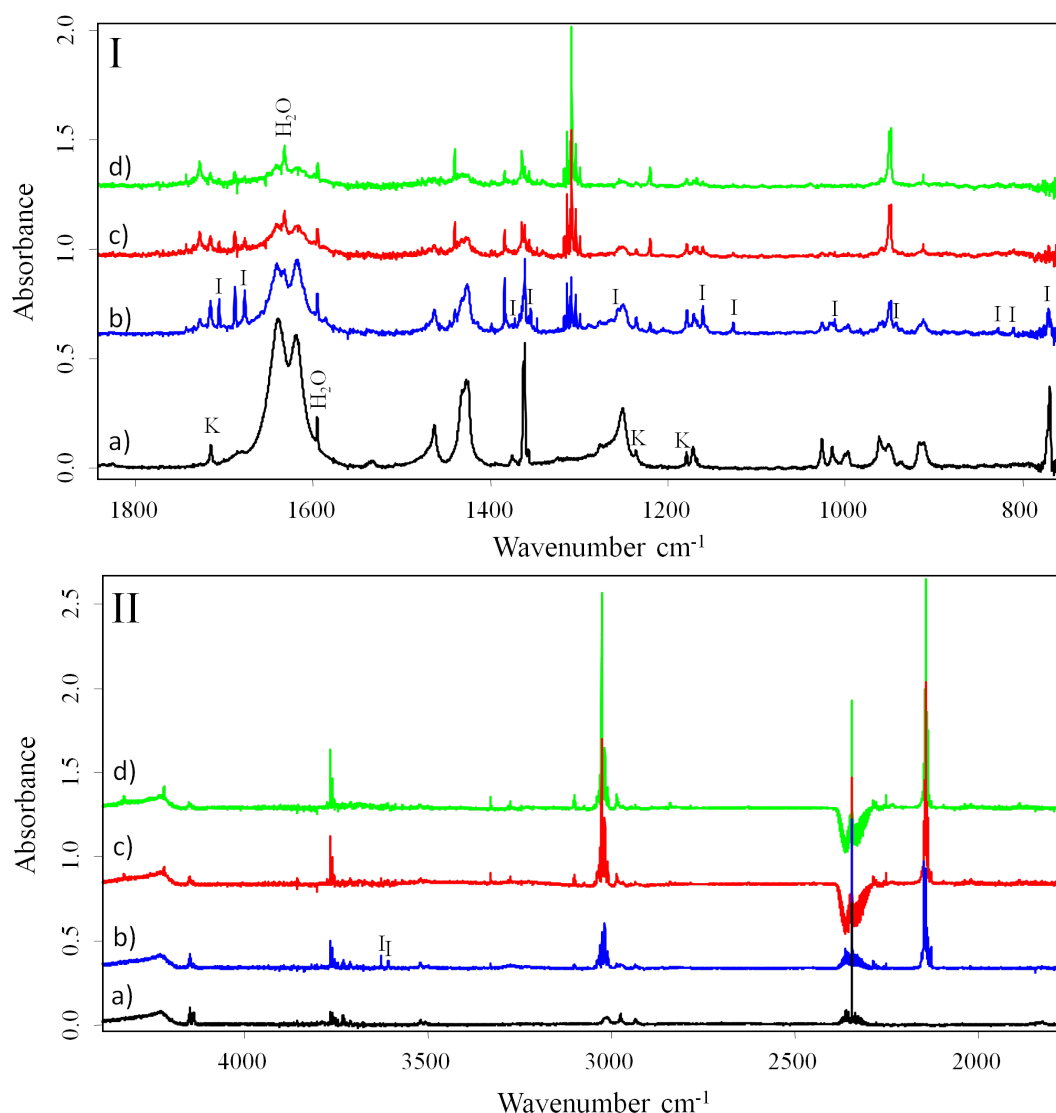 I
2.0
1.5
1.0
0.5
0.0
Absorbance
H₂O
d)
c)
I I
I I I I I I I I I I
b)
K H₂O K K
a)
1800 1600 1400 1200 1000 800
Wavenumber cm⁻¹
II
2.5
2.0
1.5
1.0
0.5
0.0
Absorbance
d)
c)
b) I I
a)
4000 3500 3000 2500 2000
Wavenumber cm⁻¹